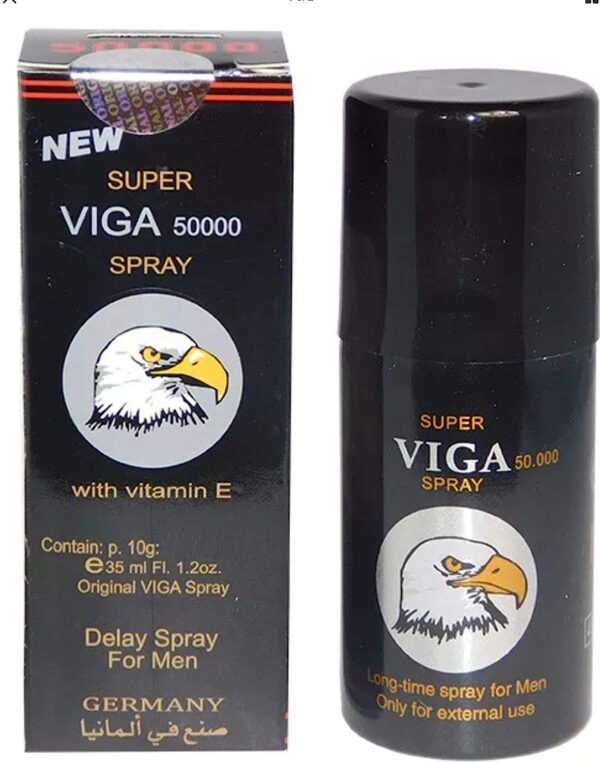 50000
NEW
SUPER
VIGA 50000
SPRAY
with vitamin E
Contain: p. 10g:
e 35 ml Fl. 1.2oz.
Original VIGA Spray
Delay Spray
For Men
GERMANY
صنع في ألمانيا
SUPER
VIGA 50.000
SPRAY
Long-time spray for Men
Only for external use